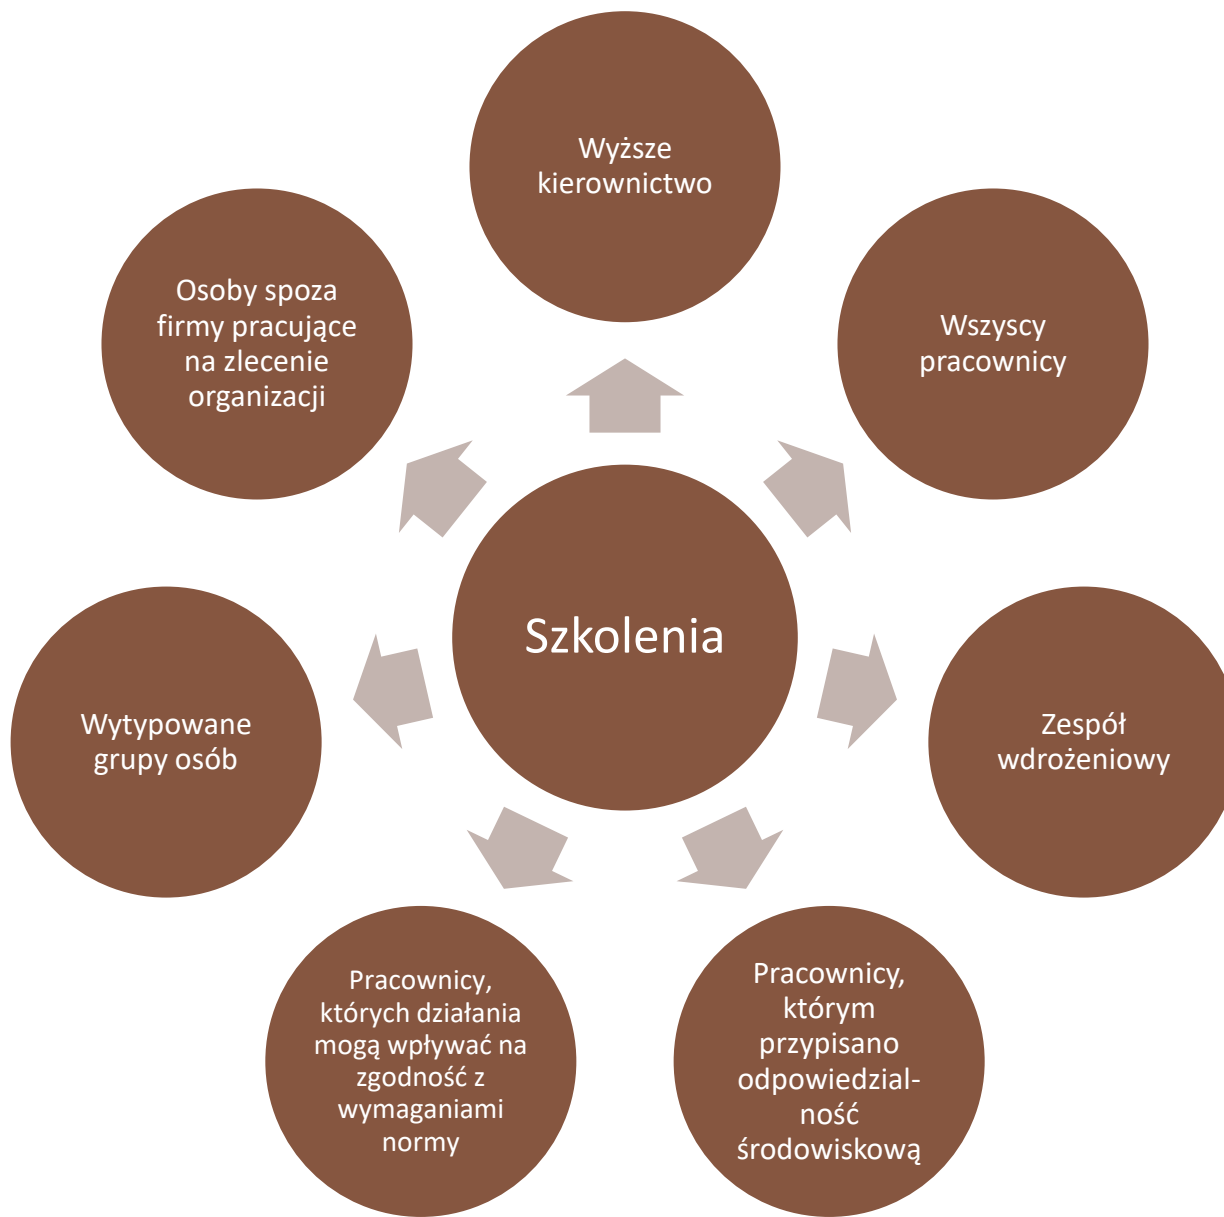 Wyższe
kierownictwo
Wszyscy
pracownicy
Zespół
wdrożeniowy
Pracownicy,
którym
przypisano
odpowiedzial-
ność
środowiskową
Pracownicy,
których działania
mogą wpływać na
zgodność z
wymaganiami
normy
Wytypowane
grupy osób
Osoby spoza
firmy pracujące
na zlecenie
organizacji
Szkolenia